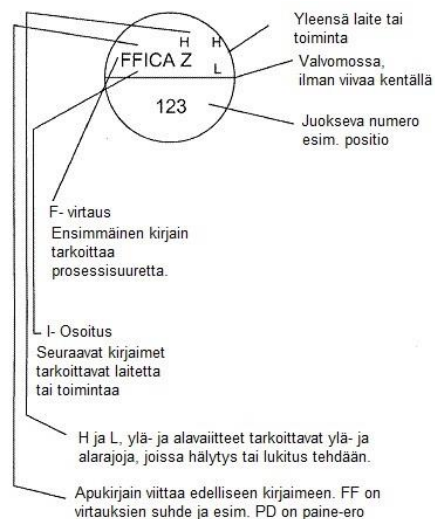 Yleensä laite tai
toiminta
H H
FFICA Z
L
Valvomossa,
ilman viivaa kentällä
123
Juokseva numero
esim. positio
F- virtaus
Ensimmäinen kirjain
tarkoittaa
prosessisuuretta.
I- Osoitus
Seuraavat kirjaimet
tarkoittavat laitetta
tai toimintaa
H ja L, ylä- ja alavaiitteet tarkoittavat ylä- ja
alarajoja, joissa hälytys tai lukitus tehdään.
Apukirjain viittaa edelliseen kirjaimeen. FF on
virtauksien suhde ja esim. PD on paine-ero